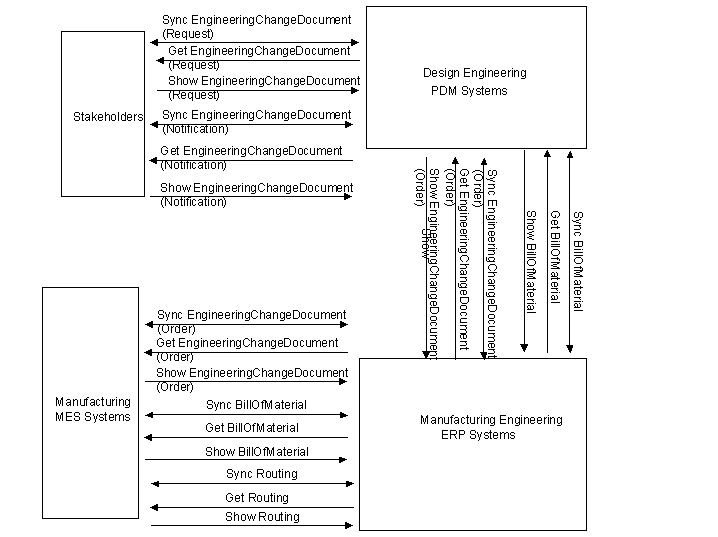 Sync EngineeringChangeDocument
(Request)
Get EngineeringChangeDocument
(Request)
Show EngineeringChangeDocument
(Request)
Sync EngineeringChangeDocument
(Notification)
Get EngineeringChangeDocument
(Notification)
Show EngineeringChangeDocument
(Notification)
Stakeholders
Design Engineering
PDM Systems
Show EngineeringChangeDocument
(Order)
Show
Get EngineeringChangeDocument
(Order)
Sync EngineeringChangeDocument
(Order)
Show BillOfMaterial
Get BillOfMaterial
Sync BillOfMaterial
Sync EngineeringChangeDocument
(Order)
Get EngineeringChangeDocument
(Order)
Show EngineeringChangeDocument
(Order)
Sync BillOfMaterial
Get BillOfMaterial
Show BillOfMaterial
Sync Routing
Get Routing
Show Routing
Manufacturing
MES Systems
Manufacturing Engineering
ERP Systems